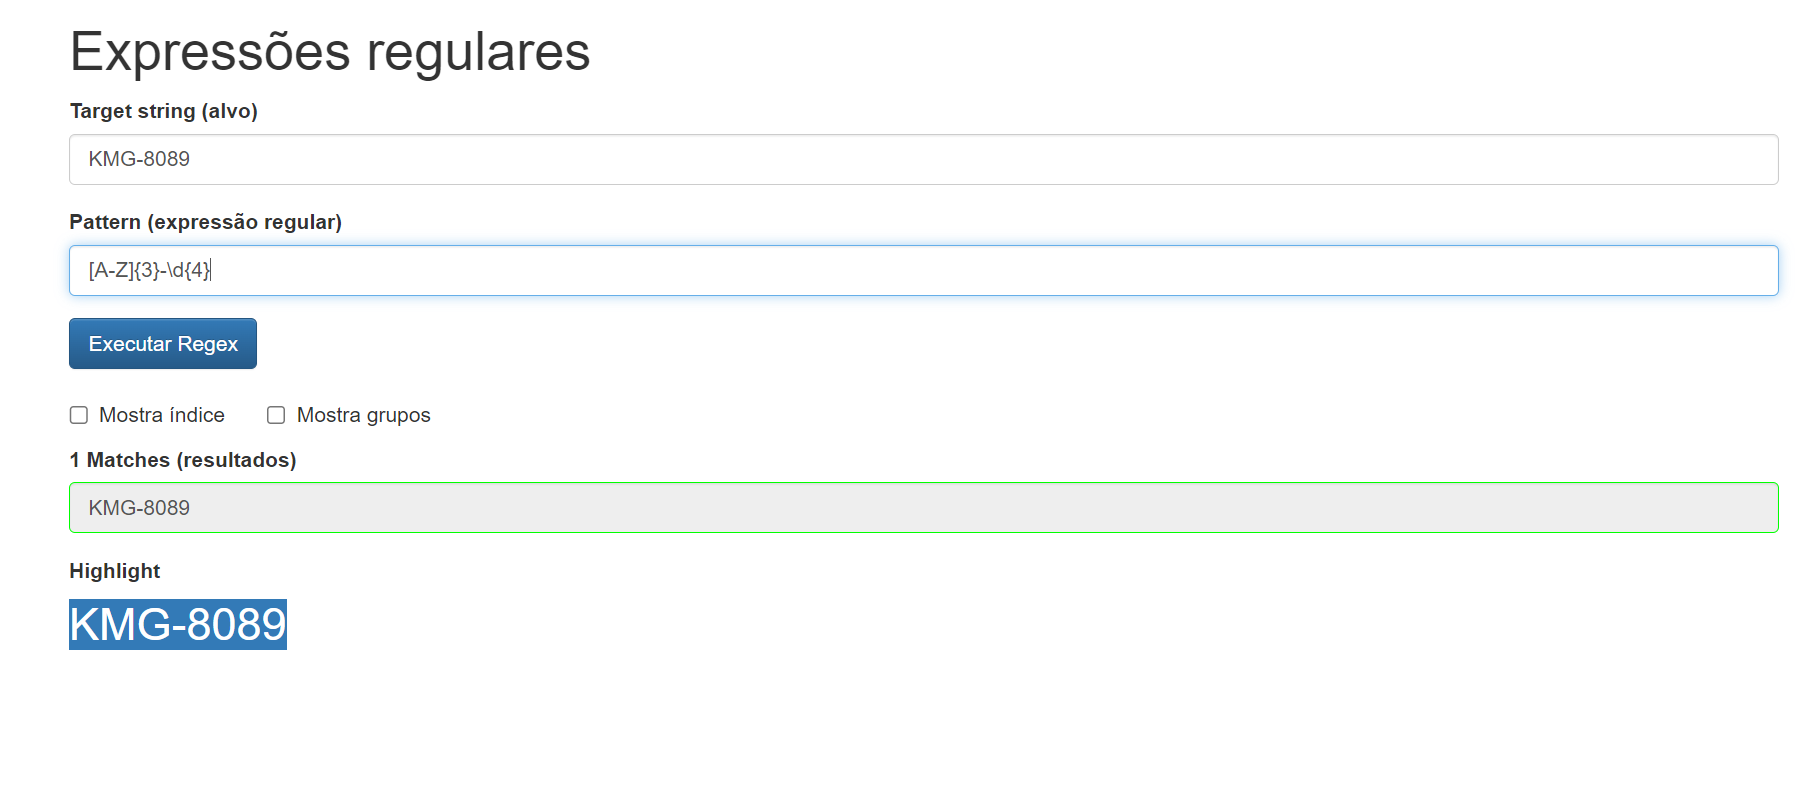 Expressões regulares
Target string (alvo)
KMG-8089
Pattern (expressão regular)
[A-Z]{3}-\d{4}
Executar Regex
Mostra índice Mostra grupos
1 Matches (resultados)
KMG-8089
Highlight
KMG-8089